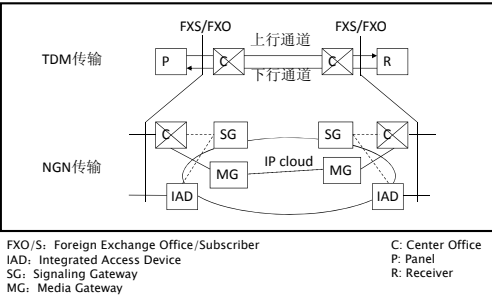 FXS/FXO FXS/FXO
TDM传输 P C 上行通道 C R
下行通道
C SG SG C
NGN传输 MG IP cloud MG
IAD IAD
FXO/S: Foreign Exchange Office/Subscriber C: Center Office
IAD: Integrated Access Device P: Panel
SG: Signaling Gateway R: Receiver
MG: Media Gateway